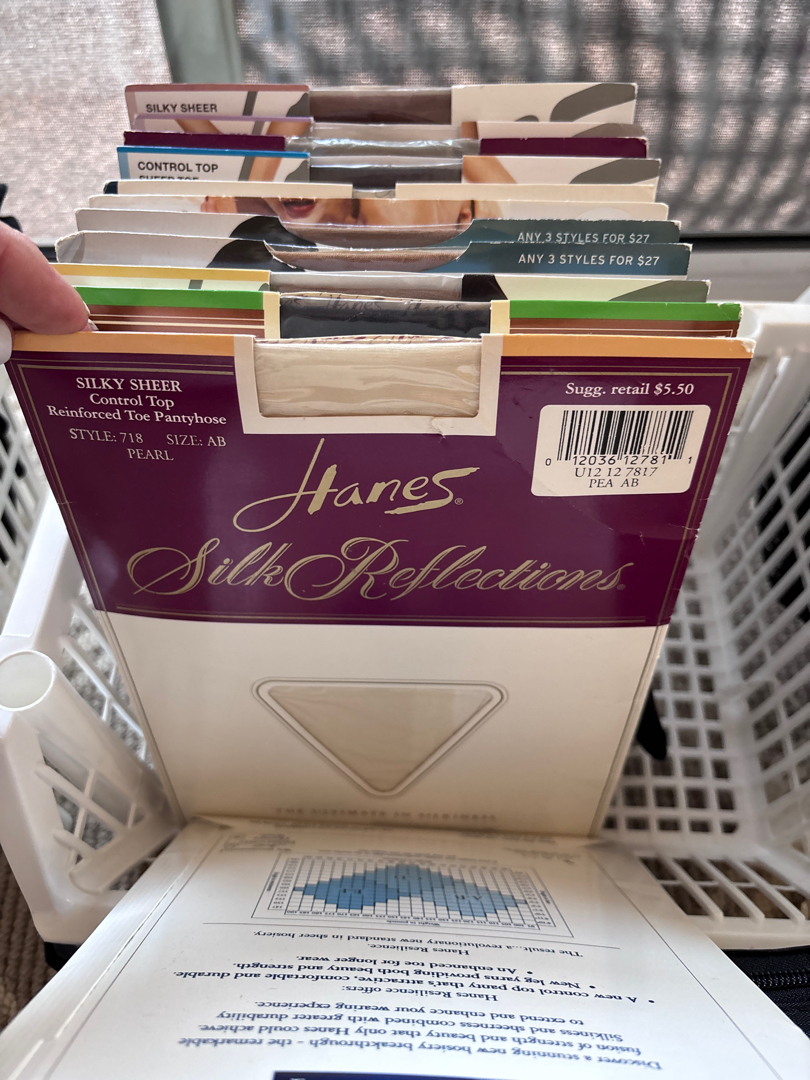 SILKY SHEER
CONTROL TOP
SHEER TOE
ANY 3 STYLES FOR $27
ANY 3 STYLES FOR $27
Hanes Hanes
SILKY SHEER
Control Top
Reinforced Toe Pantyhose
STYLE: 718 SIZE: AB
PEARL
Sugg. retail $5.50
0 12036 12781 1
U12 12 7817
PEA AB
Hanes®
Silk Reflections®
Discover a stunning new hosiery breakthrough - the remarkable
fusion of strength and beauty that only Hanes could achieve.
Silkiness and sheerness combined with greater durability
to extend and enhance your wearing experience.
Hanes Resilience offers:
• A new control top panty that's attractive, comfortable and durable.
• New leg yarns providing both beauty and strength.
• An enhanced toe for longer wear.
The result...a revolutionary new standard in sheer hosiery.
Hanes Resilience.